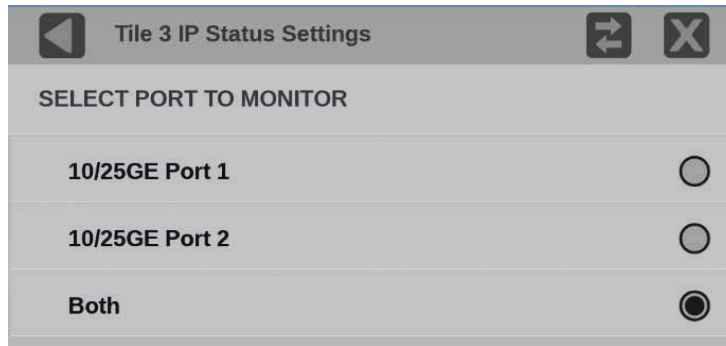 Tile 3 IP Status Settings
SELECT PORT TO MONITOR
10/25GE Port 1
10/25GE Port 2
Both